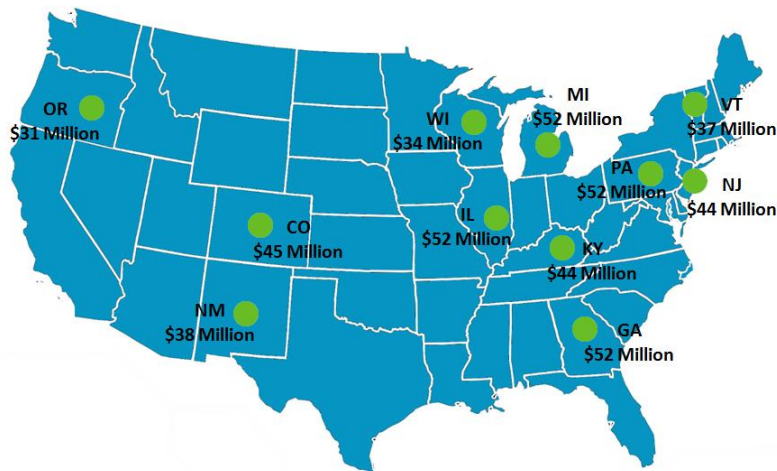 OR
$31 Million
WI
$34 Million
MI
$52 Million
VT
$37 Million
PA
$52 Million
NJ
$44 Million
CO
$45 Million
IL
$52 Million
KY
$44 Million
NM
$38 Million
GA
$52 Million